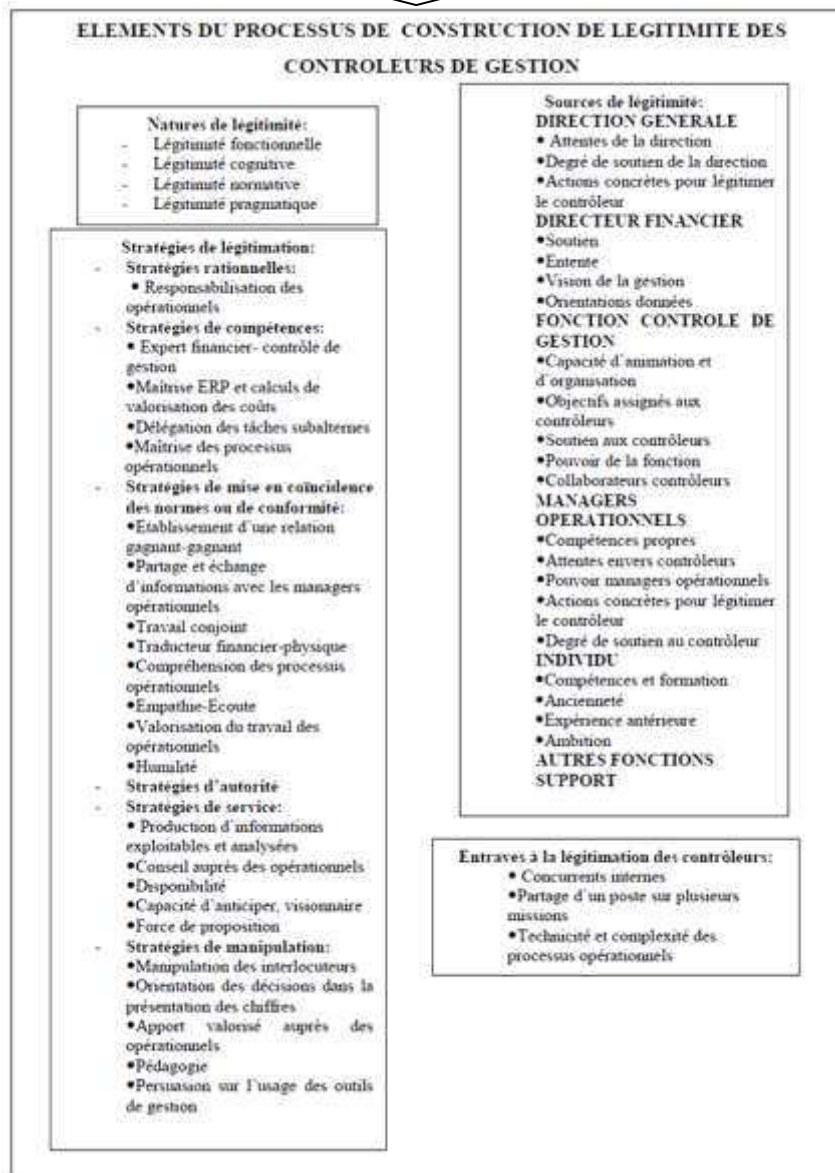 ELEMENTS DU PROCESSUS DE CONSTRUCTION DE LEGITIMITE DES
CONTROLEURS DE GESTION
Natures de légitimité:
- Légitimité fonctionnelle
- Légitimité cognitive
- Légitimité normative
- Légitimité pragmatique
Stratégies de légitimation:
- Stratégies rationnelles:
• Responsabilisation des
opérationnels
- Stratégies de compétences:
• Expert financier- contrôle de
gestion
•Maîtrise ERP et calculs de
valorisation des coûts
•Délégation des tâches subalternes
•Maîtrise des processus
opérationnels
- Stratégies de mise en coïncidence
des normes ou de conformité:
•Etablissement d'une relation
gagnant-gagnant
•Partage et échange
d'informations avec les managers
opérationnels
•Travail conjoint
•Traducteur financier-physique
•Compréhension des processus
opérationnels
•Empathie-Ecoute
•Valorisation du travail des
opérationnels
•Humilité
- Stratégies d'autorité
- Stratégies de service:
• Production d'informations
exploitables et analysées
•Conseil auprès des opérationnels
•Disponibilité
•Capacité d'anticiper, visionnaire
•Force de proposition
- Stratégies de manipulation:
•Manipulation des interlocuteurs
•Orientation des décisions dans la
présentation des chiffres
•Apport valorisé auprès des
opérationnels
•Pédagogie
•Persuasion sur l'usage des outils
de gestion
Sources de légitimité:
DIRECTION GENERALE
• Attentes de la direction
•Degré de soutien de la direction
•Actions concrètes pour légitimer
le contrôleur
DIRECTEUR FINANCIER
•Soutien
•Entente
•Vision de la gestion
•Orientations données
FONCTION CONTROLE DE
GESTION
•Capacité d'animation et
d'organisation
•Objectifs assignés aux
contrôleurs
•Soutien aux contrôleurs
•Pouvoir de la fonction
•Collaborateurs contrôleurs
MANAGERS
OPERATIONNELS
•Compétences propres
•Attentes envers contrôleurs
•Pouvoir managers opérationnels
•Actions concrètes pour légitimer
le contrôleur
•Degré de soutien au contrôleur
INDIVIDU
•Compétences et formation
•Ancienneté
•Expérience antérieure
•Ambition
AUTRES FONCTIONS
SUPPORT
Entraves à la légitimation des contrôleurs:
• Concurrents internes
•Partage d'un poste sur plusieurs
missions
•Technicité et complexité des
processus opérationnels